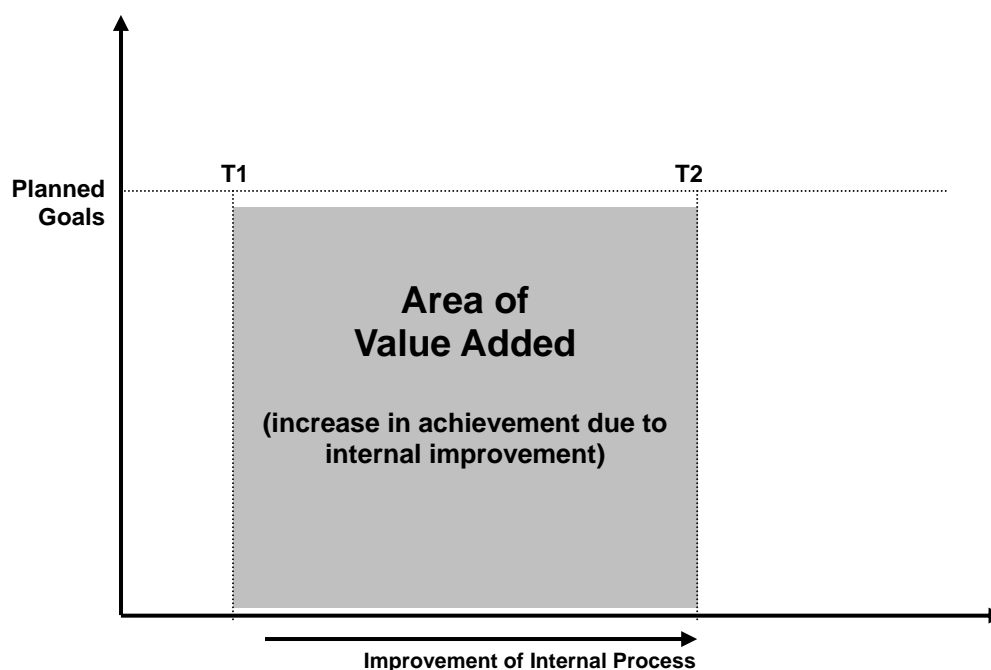 T1
T2
Planned
Goals
Area of
Value Added
(increase in achievement due to
internal improvement)
Improvement of Internal Process